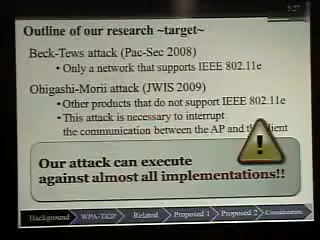 Outline of our research ~target~
Beck-Tews attack (Pac-Sec 2008)
• Only a network that supports IEEE 802.11e
Ohigashi-Morii attack (JWIS 2009)
• Other products that do not support IEEE 802.11e
• This attack is necessary to interrupt
the communication between the AP and the client
Our attack can execute
against almost all implementations!!
Background
WPA-TKIP
Related
Proposed 1
Proposed 2